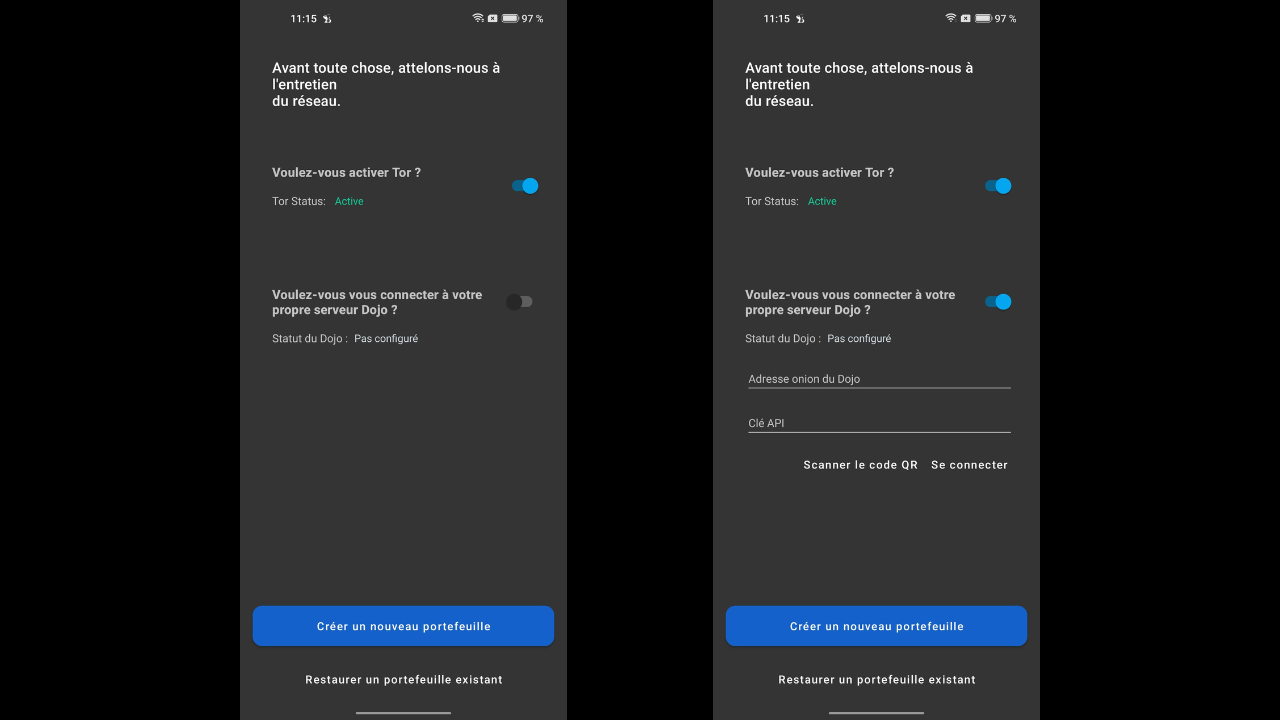 11:15
97 %
Avant toute chose, attelons-nous à
l'entretien
du réseau.
Voulez-vous activer Tor ?
Tor Status: Active
Voulez-vous vous connecter à votre
propre serveur Dojo ?
Statut du Dojo : Pas configuré
Créer un nouveau portefeuille
Restaurer un portefeuille existant
11:15
97 %
Avant toute chose, attelons-nous à
l'entretien
du réseau.
Voulez-vous activer Tor ?
Tor Status: Active
Voulez-vous vous connecter à votre
propre serveur Dojo ?
Statut du Dojo : Pas configuré
Adresse onion du Dojo
Clé API
Scanner le code QR Se connecter
Créer un nouveau portefeuille
Restaurer un portefeuille existant